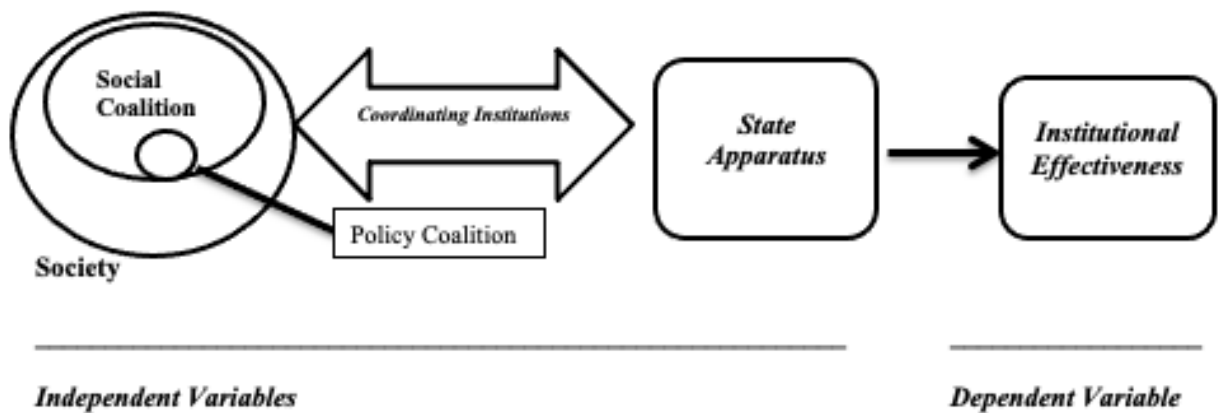 Social
Coalition
Coordinating Institutions
State
Apparatus
Institutional
Effectiveness
Policy Coalition
Society
Independent Variables
Dependent Variable